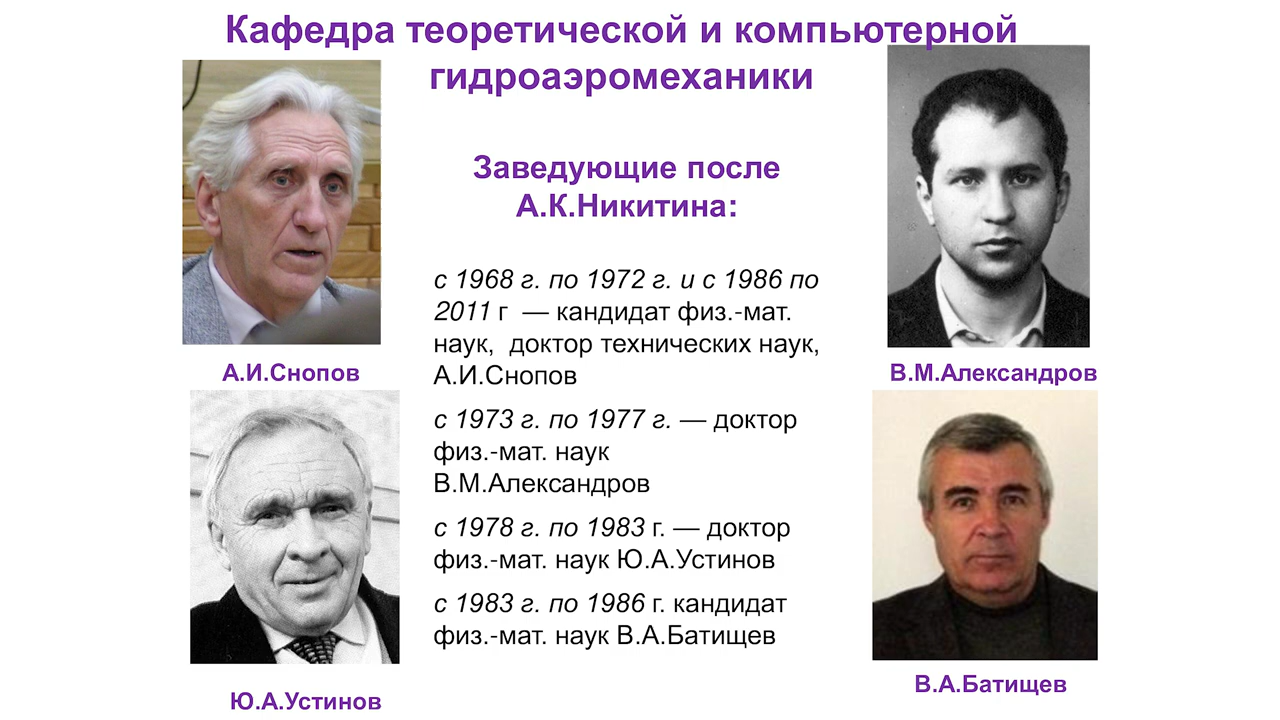 Кафедра теоретической и компьютерной
гидроаэромеханики
Заведующие после
А.К.Никитина:
с 1968 г. по 1972 г. и с 1986 по
2011 г — кандидат физ.-мат.
наук, доктор технических наук,
А.И.Снопов
с 1973 г. по 1977 г. — доктор
физ.-мат. наук
В.М.Александров
с 1978 г. по 1983 г. — доктор
физ.-мат. наук Ю.А.Устинов
с 1983 г. по 1986 г. кандидат
физ.-мат. наук В.А.Батищев
А.И.Снопов
В.М.Александров
Ю.А.Устинов
В.А.Батищев